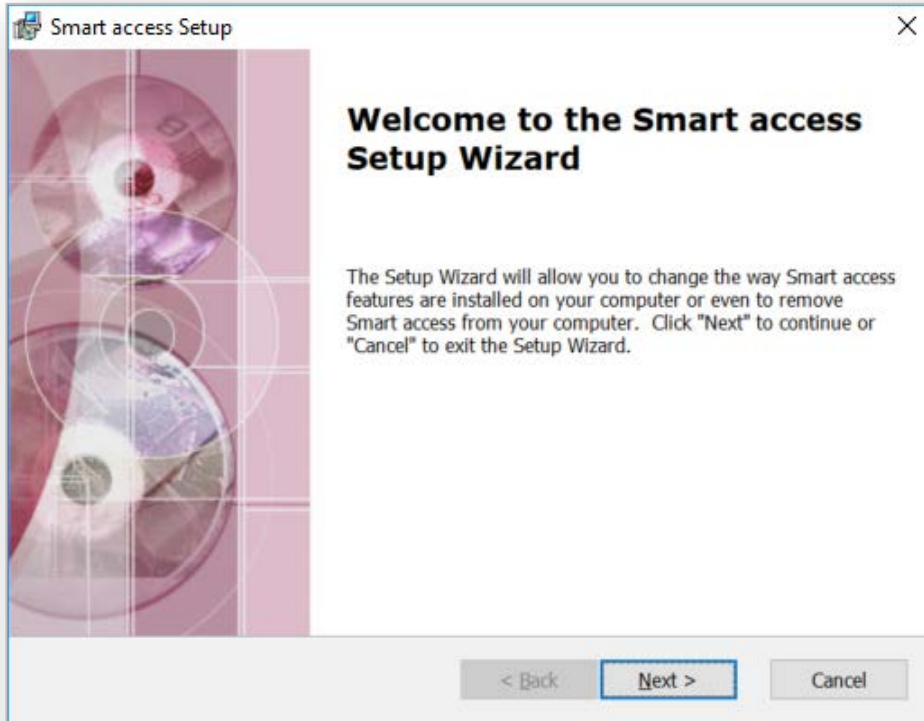 Smart access Setup
Welcome to the Smart access
Setup Wizard
The Setup Wizard will allow you to change the way Smart access
features are installed on your computer or even to remove
Smart access from your computer.  Click "Next" to continue or
"Cancel" to exit the Setup Wizard.
< Back
Next >
Cancel